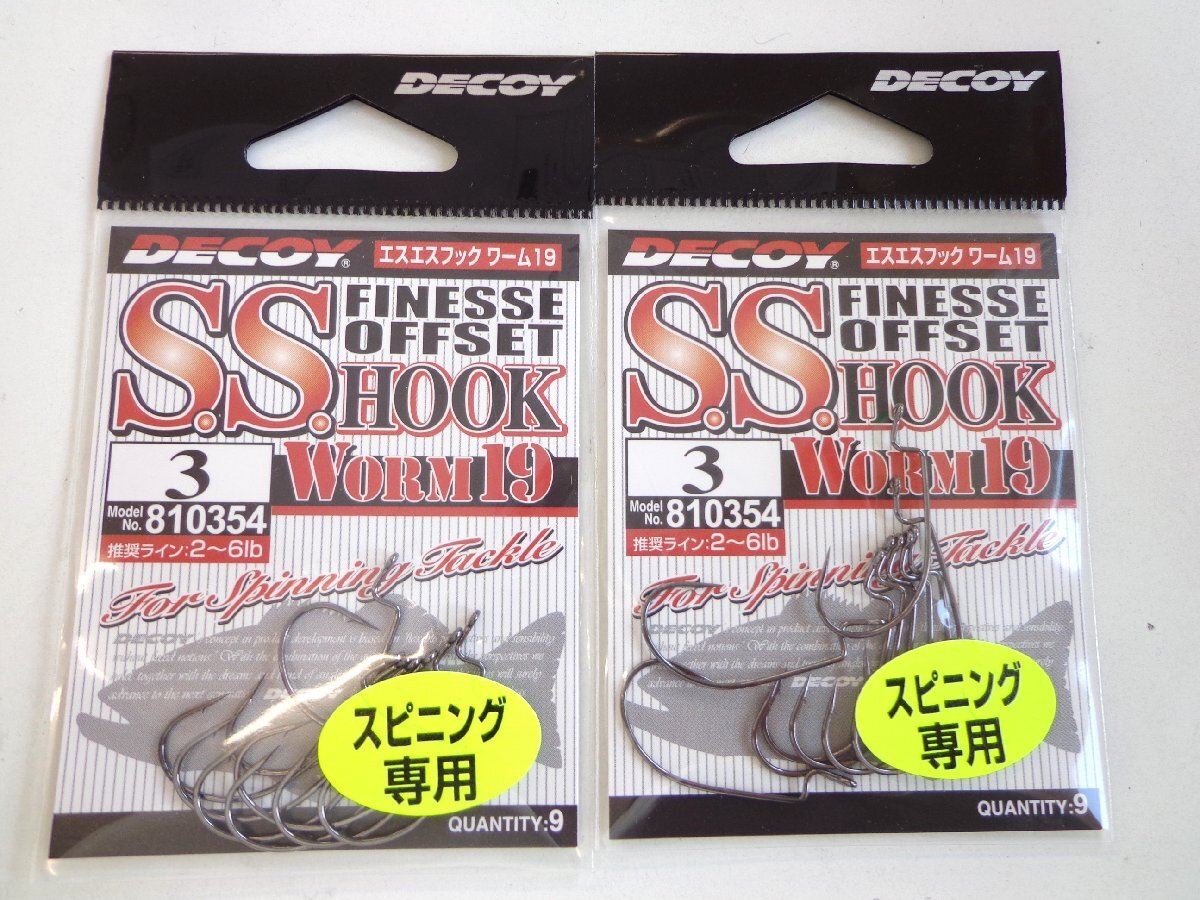 DECOY
DECOY® エスエスフック ワーム19
S.S. FINESSE
OFFSET
HOOK
WORM19
3
Model No. 810354
推奨ライン:2～6lb
For Spinning Tackle
DECOY
DECOY
スピニング
専用
QUANTITY:9
DECOY
DECOY® エスエスフック ワーム19
S.S. FINESSE
OFFSET
HOOK
WORM19
3
Model No. 810354
推奨ライン:2～6lb
For Spinning Tackle
DECOY
DECOY
スピニング
専用
QUANTITY:9